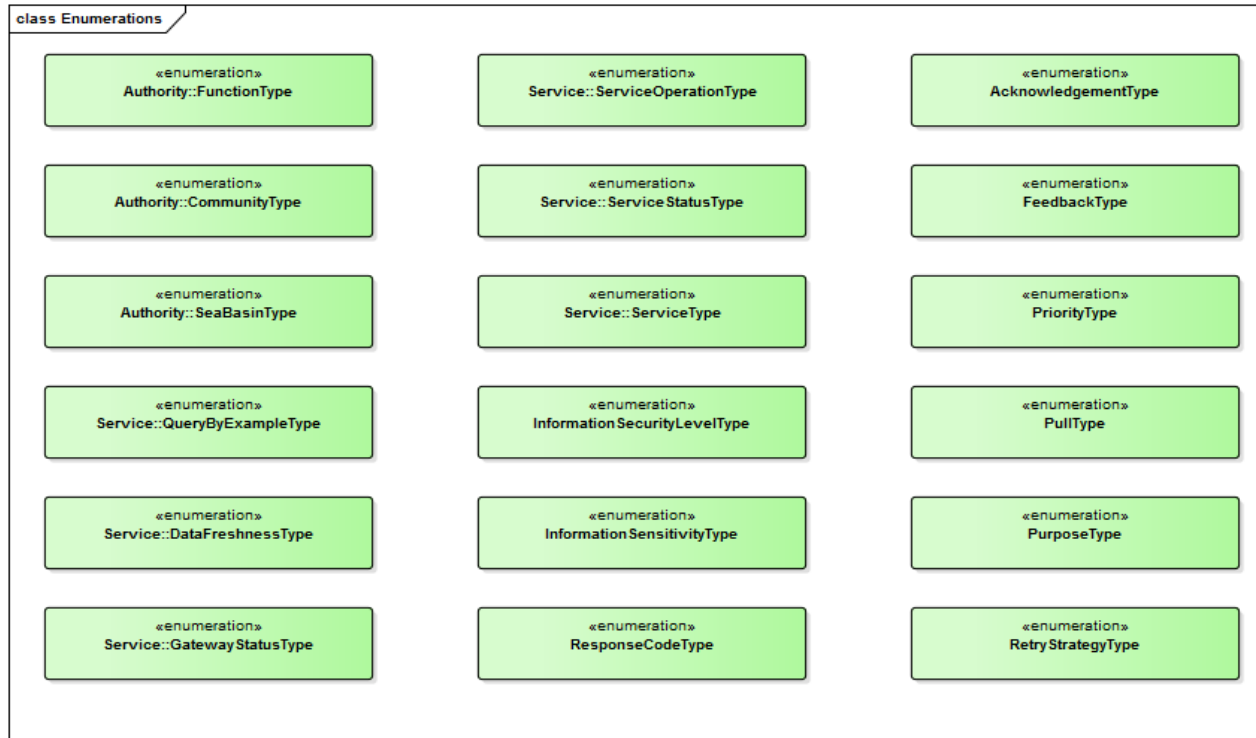 class Enumerations
«enumeration»
Authority::FunctionType
«enumeration»
Service::ServiceOperationType
«enumeration»
AcknowledgementType
«enumeration»
Authority::CommunityType
«enumeration»
Service::ServiceStatusType
«enumeration»
FeedbackType
«enumeration»
Authority::SeaBasinType
«enumeration»
Service::ServiceType
«enumeration»
PriorityType
«enumeration»
Service::QueryByExampleType
«enumeration»
InformationSecurityLevelType
«enumeration»
PullType
«enumeration»
Service::DataFreshnessType
«enumeration»
InformationSensitivityType
«enumeration»
PurposeType
«enumeration»
Service::GatewayStatusType
«enumeration»
ResponseCodeType
«enumeration»
RetryStrategyType